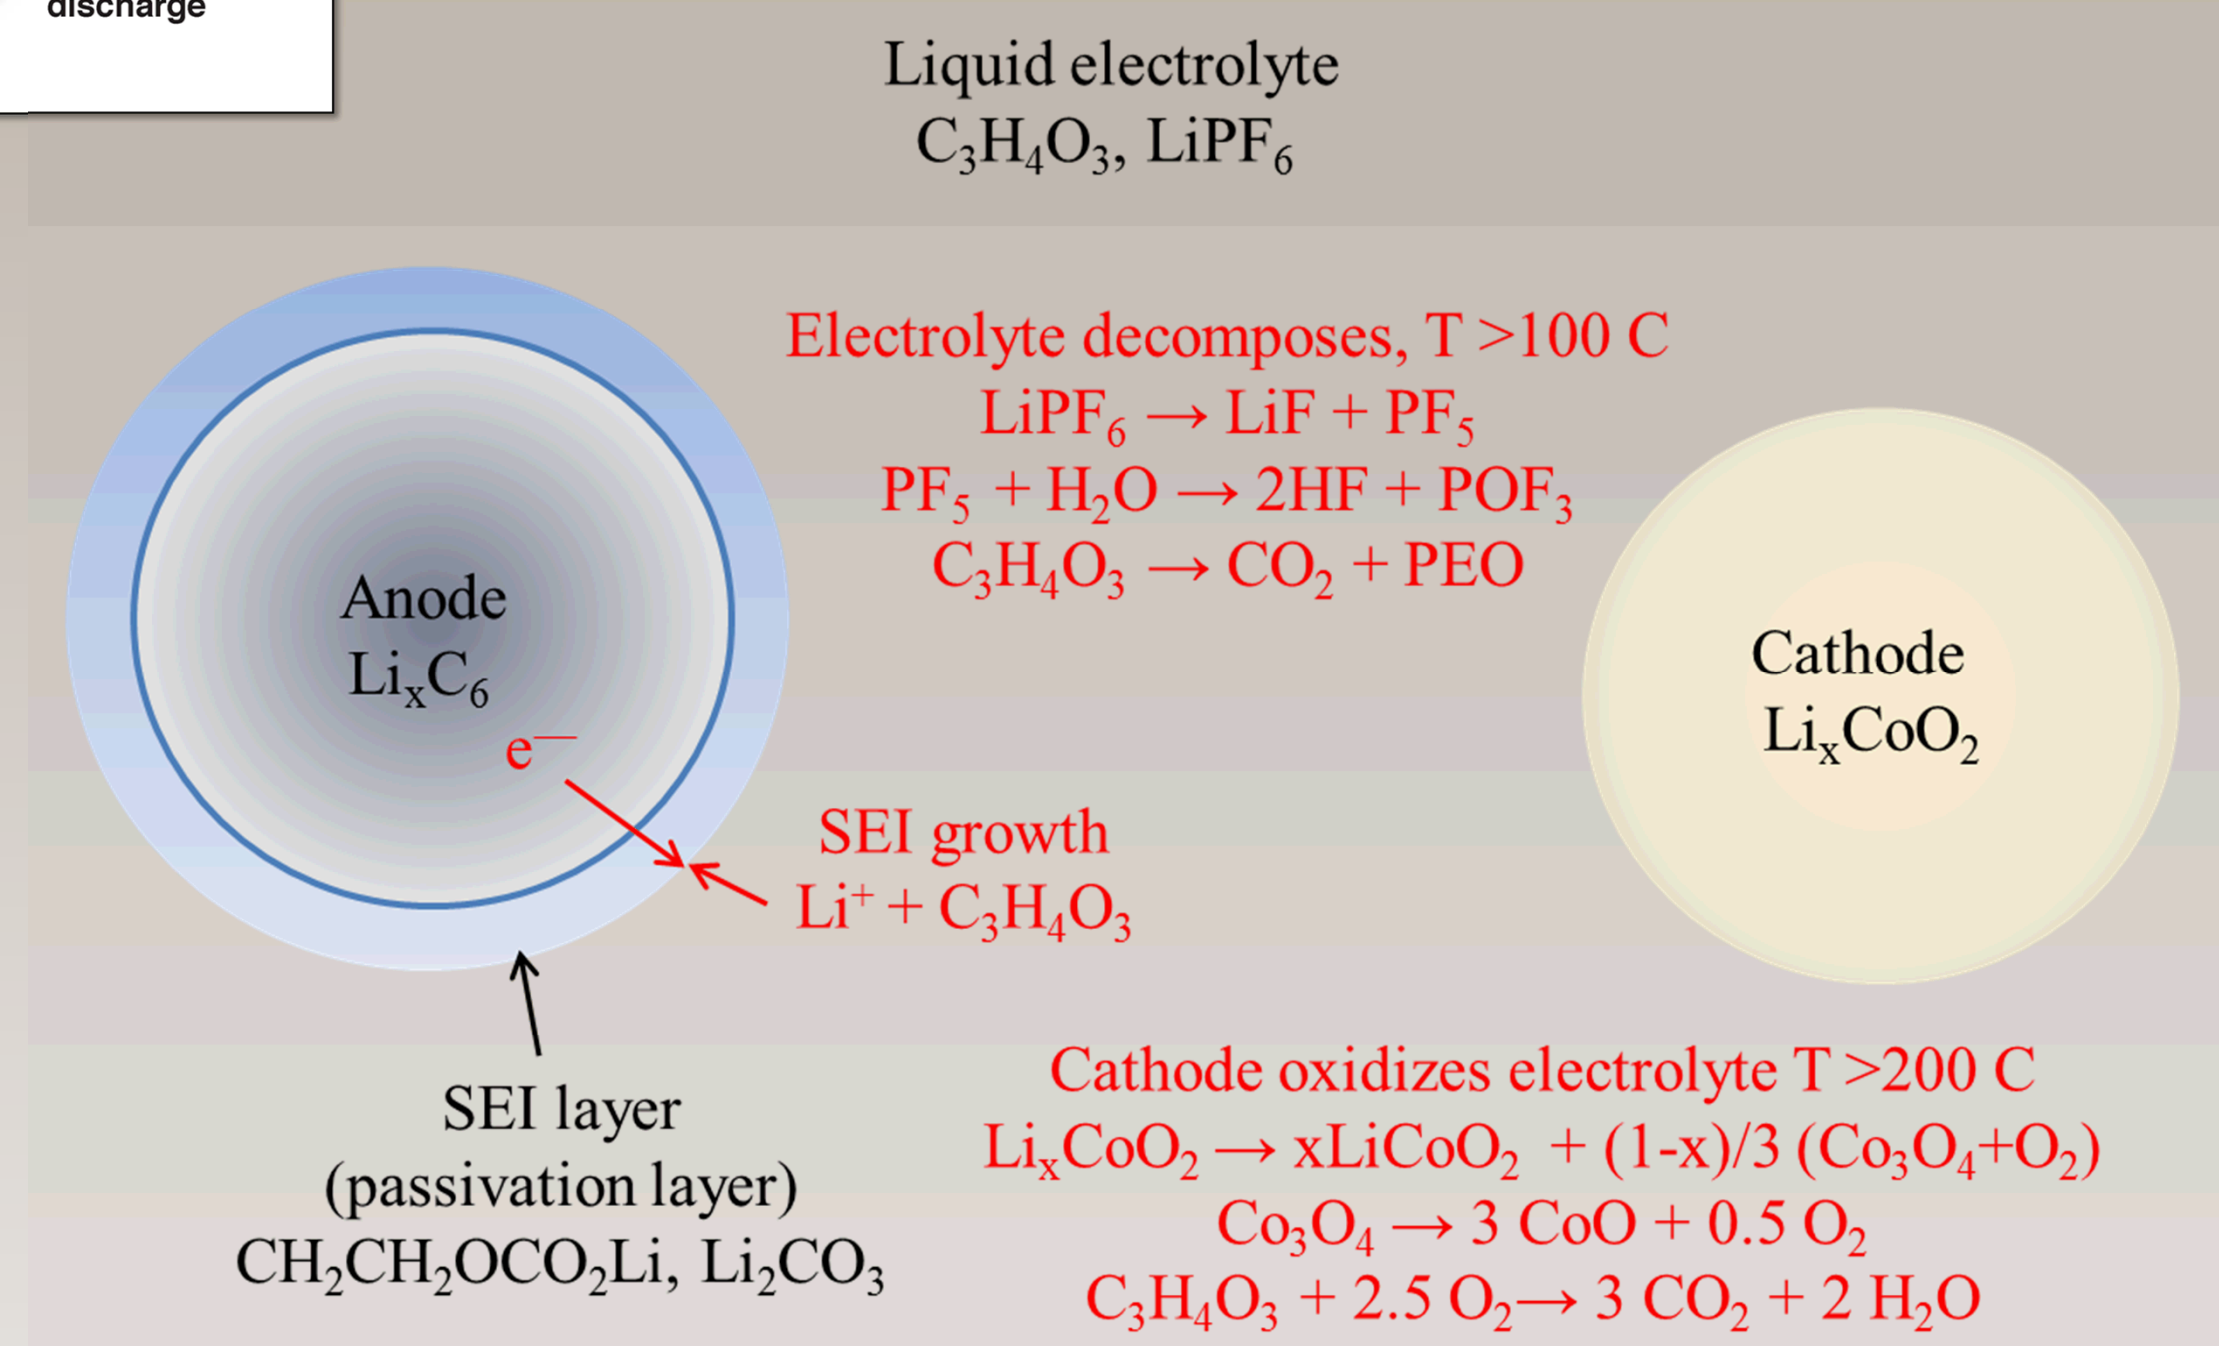 discharge
Liquid electrolyte
C₃H₄O₃, LiPF₆
Electrolyte decomposes, T >100 C
LiPF₆ → LiF + PF₅
PF₅ + H₂O → 2HF + POF₃
C₃H₄O₃ → CO₂ + PEO
Anode
LiₓC₆
e—
Cathode
LiₓCoO₂
SEI growth
Li⁺ + C₃H₄O₃
SEI layer
(passivation layer)
CH₂CH₂OCO₂Li, Li₂CO₃
Cathode oxidizes electrolyte T >200 C
LiₓCoO₂ → xLiCoO₂ + (1-x)/3 (Co₃O₄+O₂)
Co₃O₄ → 3 CoO + 0.5 O₂
C₃H₄O₃ + 2.5 O₂→ 3 CO₂ + 2 H₂O